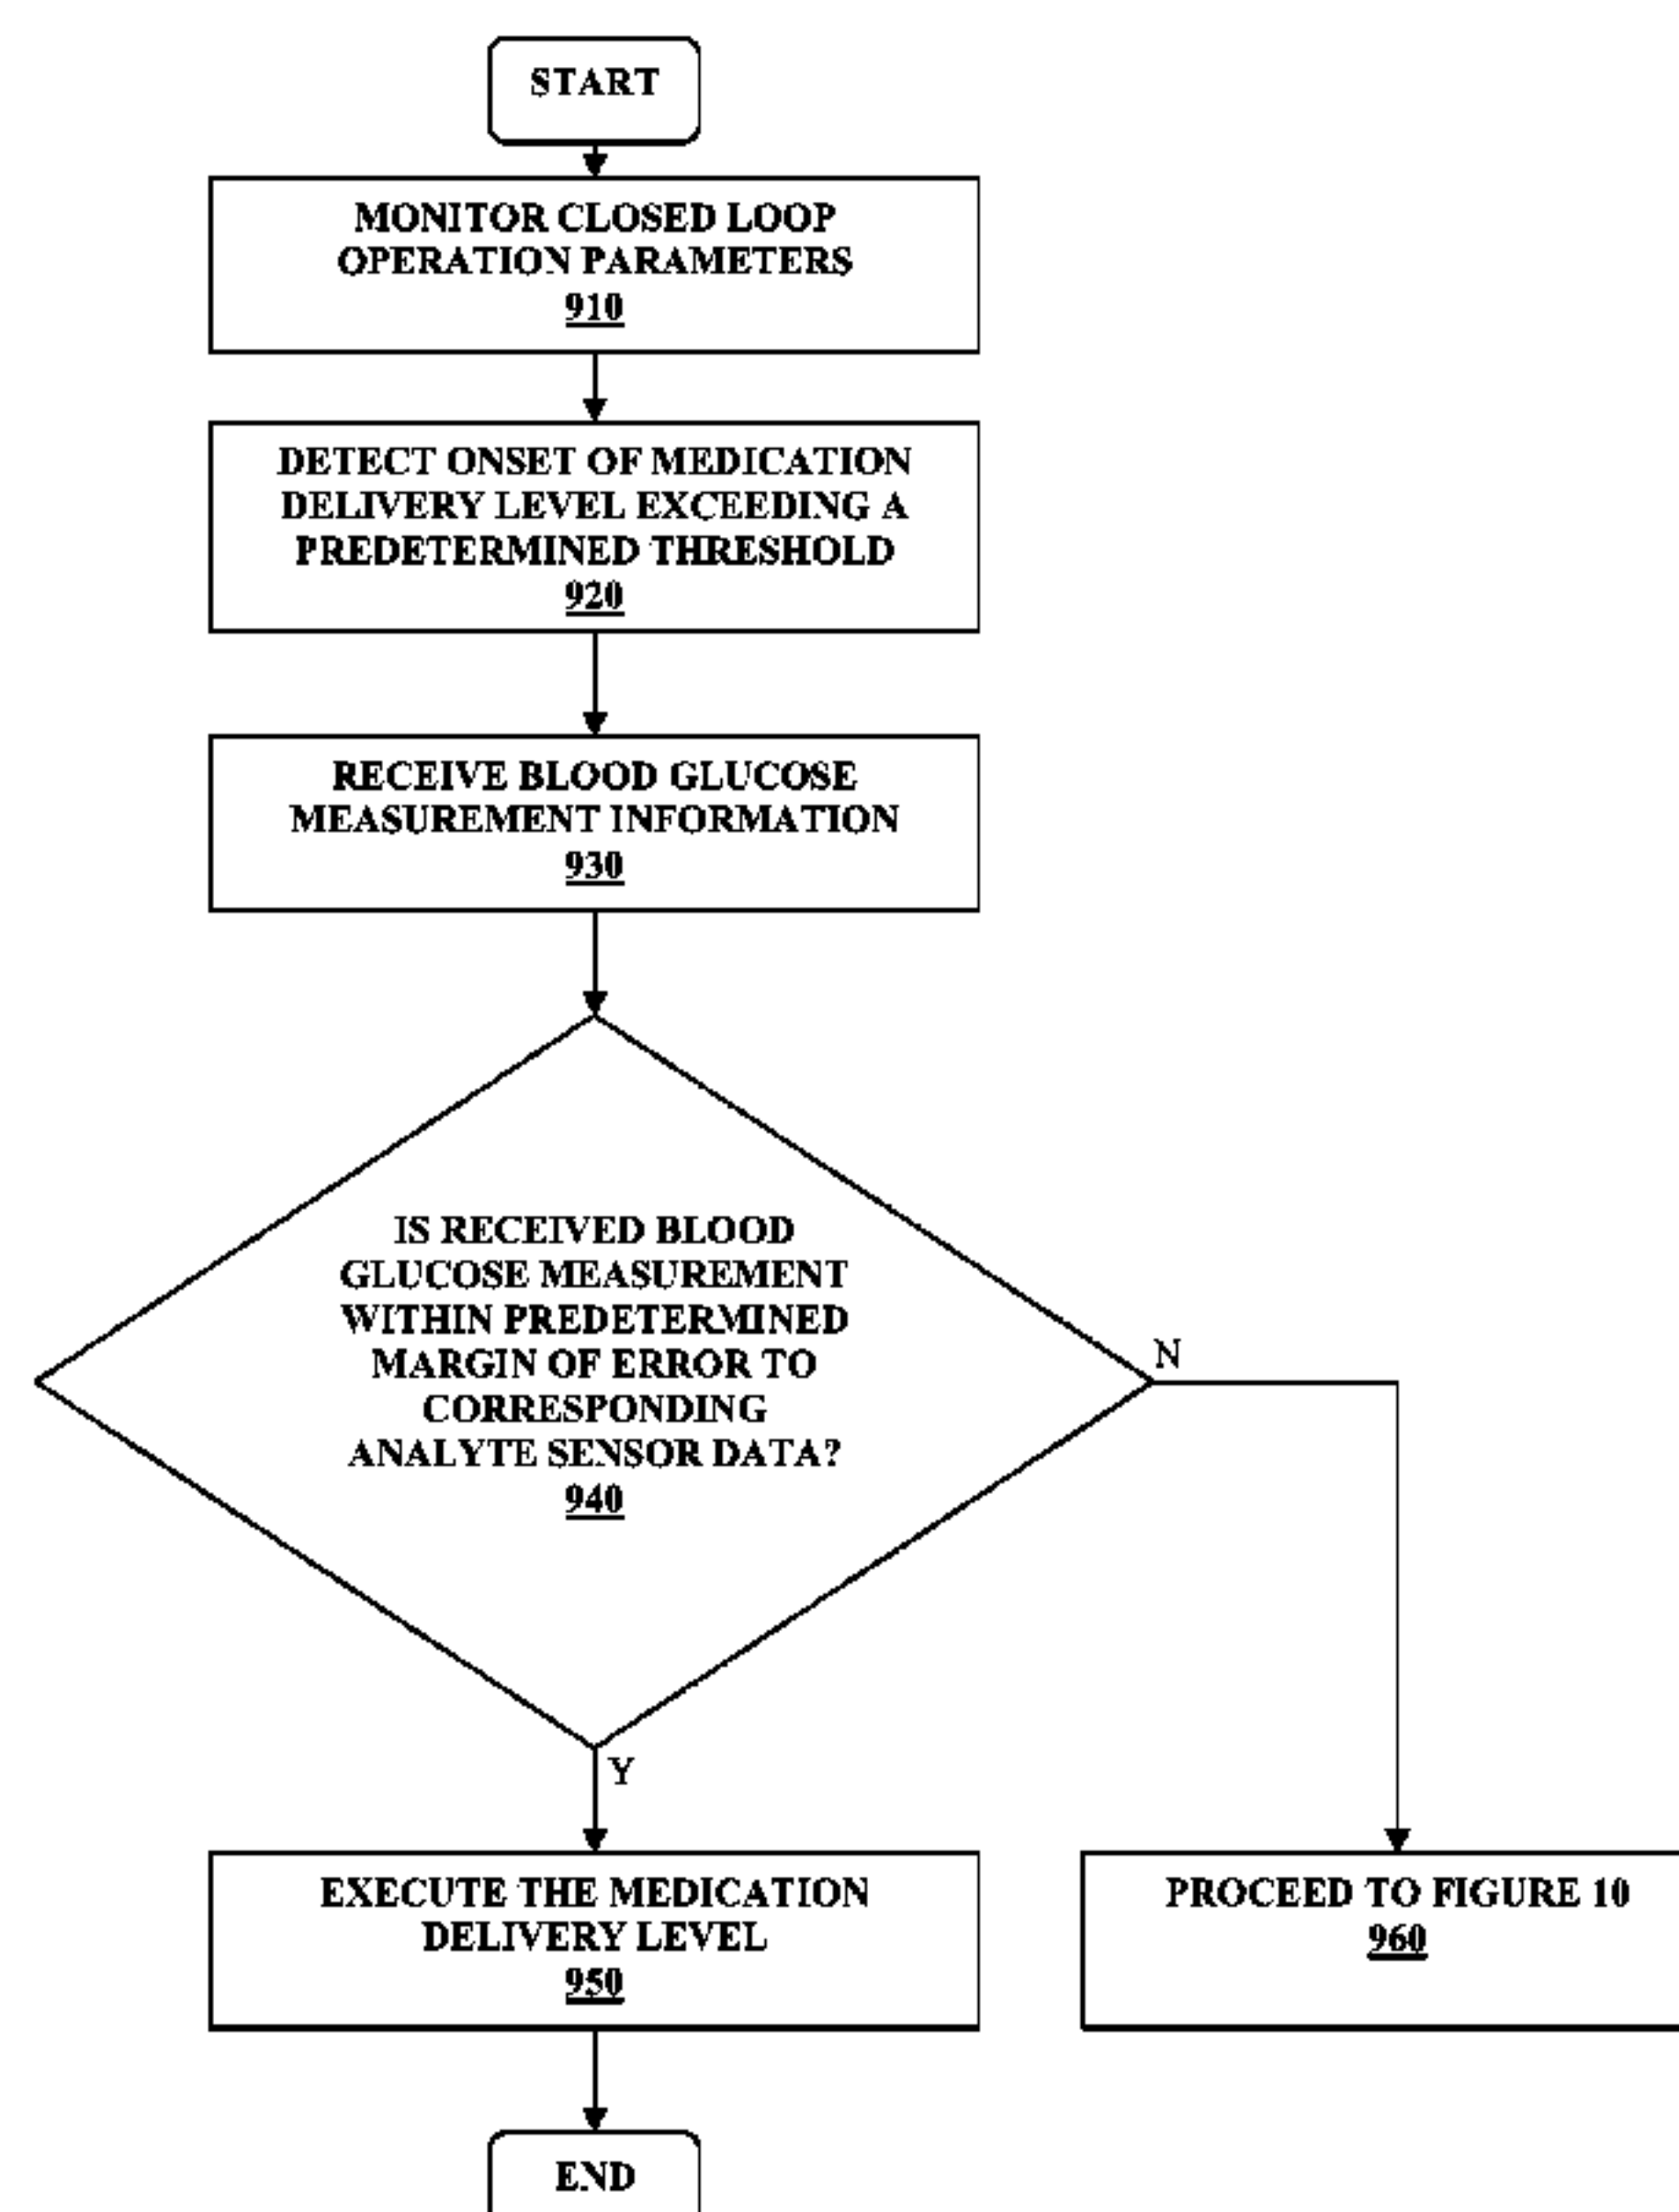 START
MONITOR CLOSED LOOP
OPERATION PARAMETERS
910
DETECT ONSET OF MEDICATION
DELIVERY LEVEL EXCEEDING A
PREDETERMINED THRESHOLD
920
RECEIVE BLOOD GLUCOSE
MEASUREMENT INFORMATION
930
IS RECEIVED BLOOD
GLUCOSE MEASUREMENT
WITHIN PREDETERMINED
MARGIN OF ERROR TO
CORRESPONDING
ANALYTE SENSOR DATA?
940
N
Y
EXECUTE THE MEDICATION
DELIVERY LEVEL
950
PROCEED TO FIGURE 10
960
END